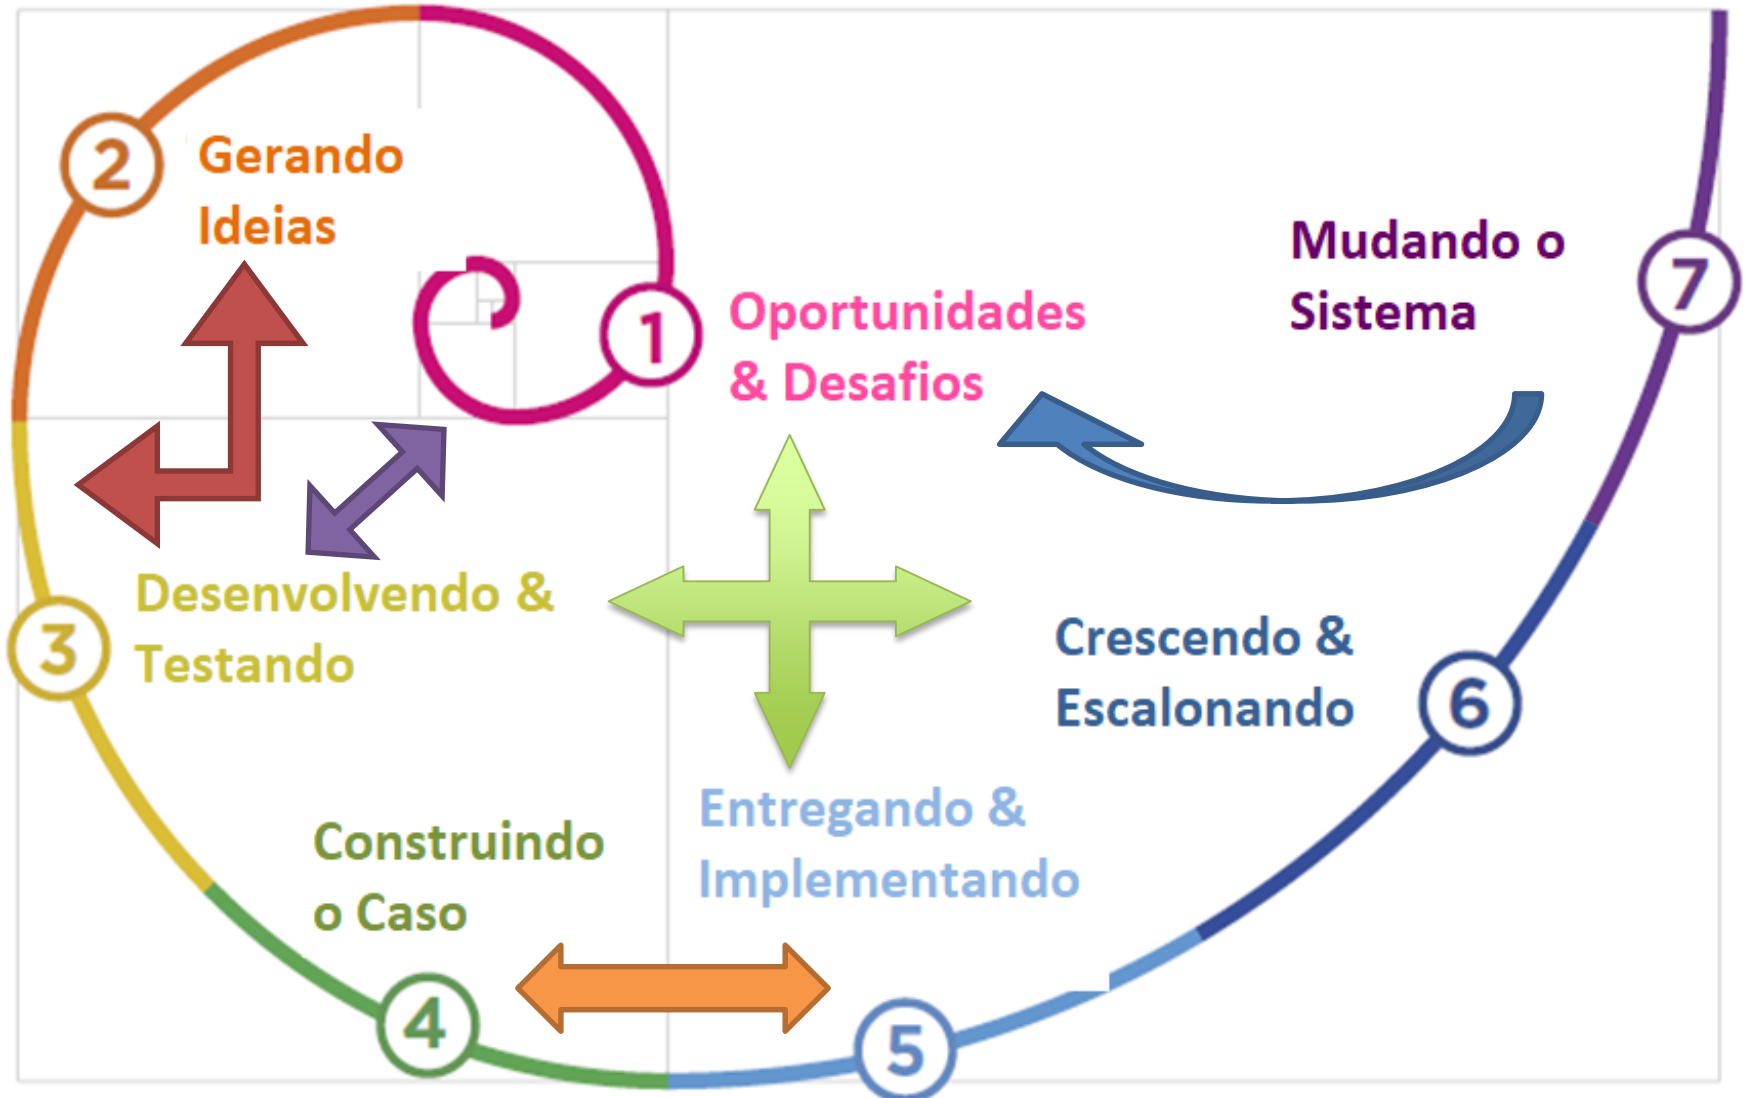 1
Oportunidades
& Desafios
2
Gerando
Ideias
3
Desenvolvendo &
Testando
4
Construindo
o Caso
5
Entregando &
Implementando
6
Crescendo &
Escalonando
7
Mudando o
Sistema